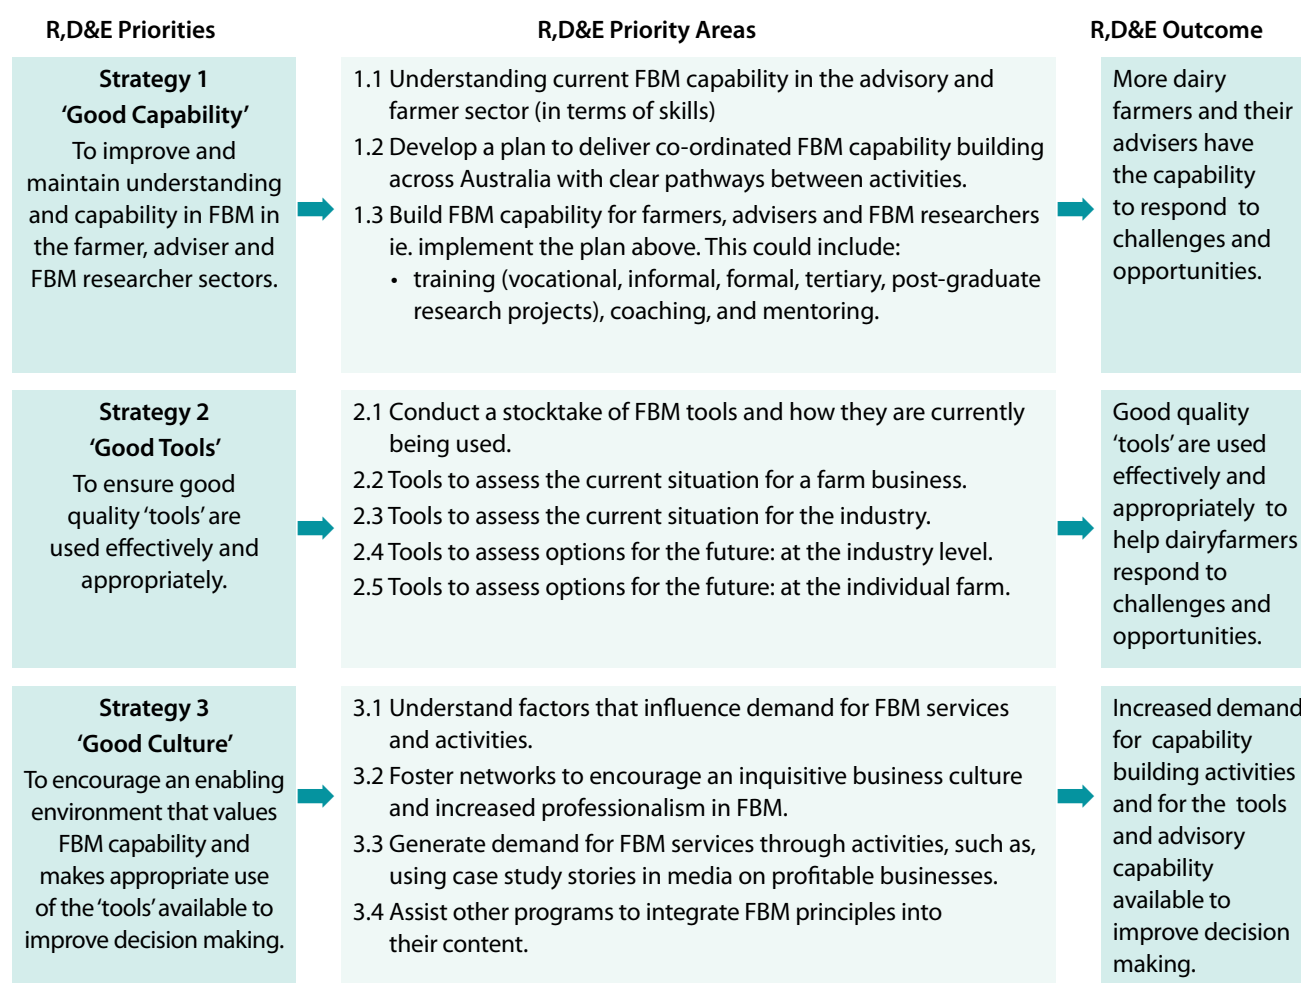 R,D&E Priorities
R,D&E Priority Areas
R,D&E Outcome
Strategy 1
‘Good Capability’
To improve and
maintain understanding
and capability in FBM in
the farmer, adviser and
FBM researcher sectors.
1.1 Understanding current FBM capability in the advisory and
farmer sector (in terms of skills)
1.2 Develop a plan to deliver co-ordinated FBM capability building
across Australia with clear pathways between activities.
1.3 Build FBM capability for farmers, advisers and FBM researchers
ie. implement the plan above. This could include:
• training (vocational, informal, formal, tertiary, post-graduate
research projects), coaching, and mentoring.
More dairy
farmers and their
advisers have
the capability
to respond to
challenges and
opportunities.
Strategy 2
‘Good Tools’
To ensure good
quality ‘tools’ are
used effectively and
appropriately.
2.1 Conduct a stocktake of FBM tools and how they are currently
being used.
2.2 Tools to assess the current situation for a farm business.
2.3 Tools to assess the current situation for the industry.
2.4 Tools to assess options for the future: at the industry level.
2.5 Tools to assess options for the future: at the individual farm.
Good quality
‘tools’ are used
effectively and
appropriately to
help dairyfarmers
respond to
challenges and
opportunities.
Strategy 3
‘Good Culture’
To encourage an enabling
environment that values
FBM capability and
makes appropriate use
of the ‘tools’ available to
improve decision making.
3.1 Understand factors that influence demand for FBM services
and activities.
3.2 Foster networks to encourage an inquisitive business culture
and increased professionalism in FBM.
3.3 Generate demand for FBM services through activities, such as,
using case study stories in media on profitable businesses.
3.4 Assist other programs to integrate FBM principles into
their content.
Increased demand
for capability
building activities
and for the tools
and advisory
capability
available to
improve decision
making.